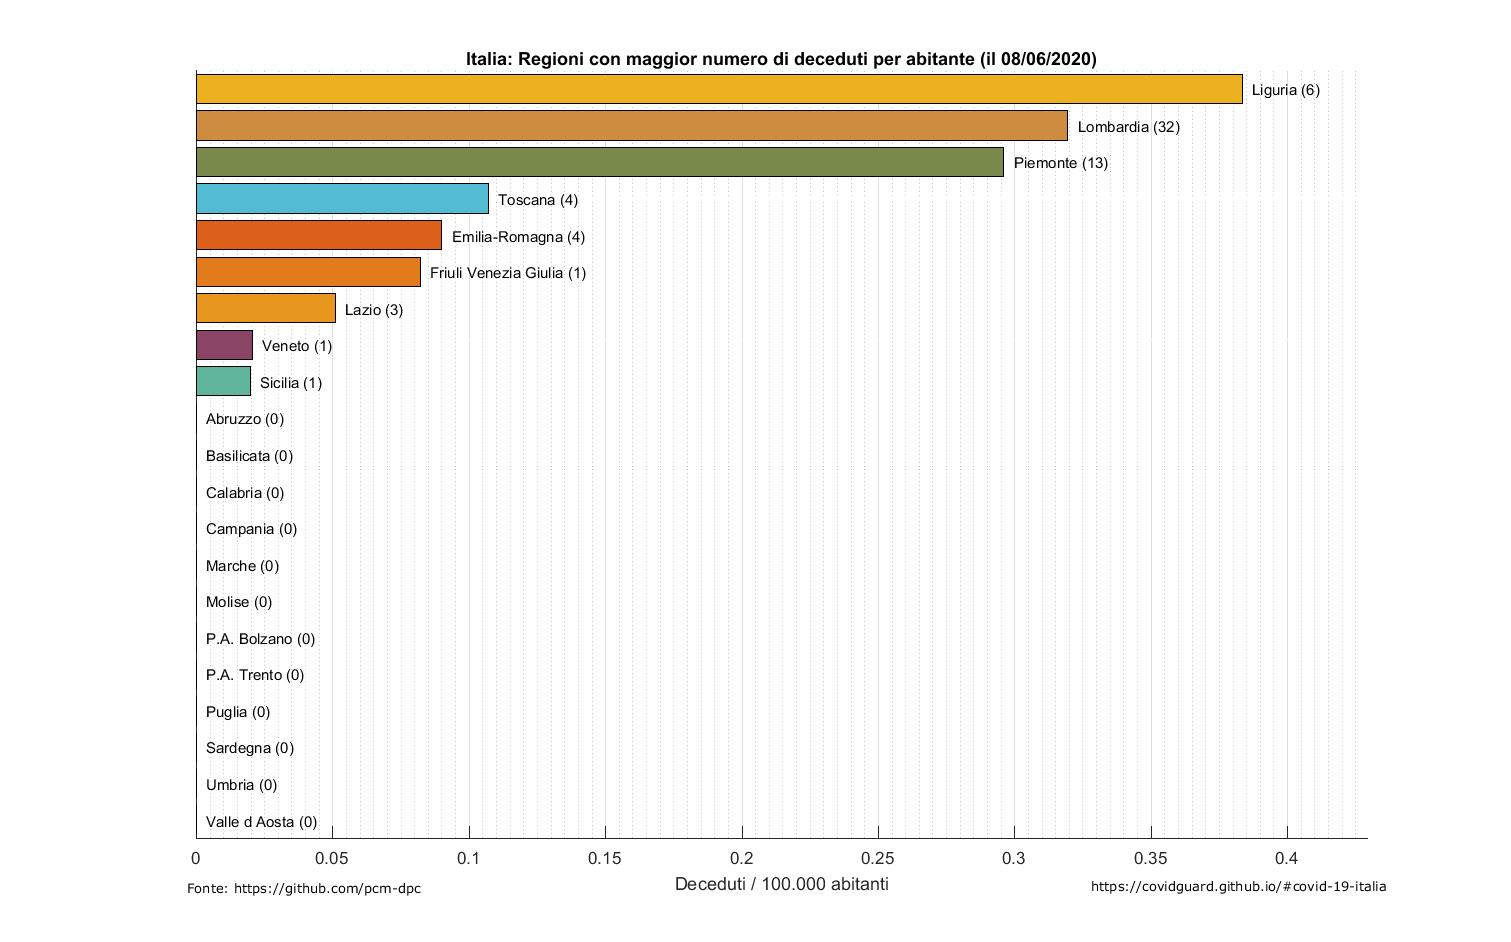 Italia: Regioni con maggior numero di deceduti per abitante (il 08/06/2020)
Liguria (6)
Lombardia (32)
Piemonte (13)
Toscana (4)
Emilia-Romagna (4)
Friuli Venezia Giulia (1)
Lazio (3)
Veneto (1)
Sicilia (1)
Abruzzo (0)
Basilicata (0)
Calabria (0)
Campania (0)
Marche (0)
Molise (0)
P.A. Bolzano (0)
P.A. Trento (0)
Puglia (0)
Sardegna (0)
Umbria (0)
Valle d Aosta (0)
0 0.05 0.1 0.15 0.2 0.25 0.3 0.35 0.4
Deceduti / 100.000 abitanti
Fonte: https://github.com/pcm-dpc
https://covidguard.github.io/#covid-19-italia